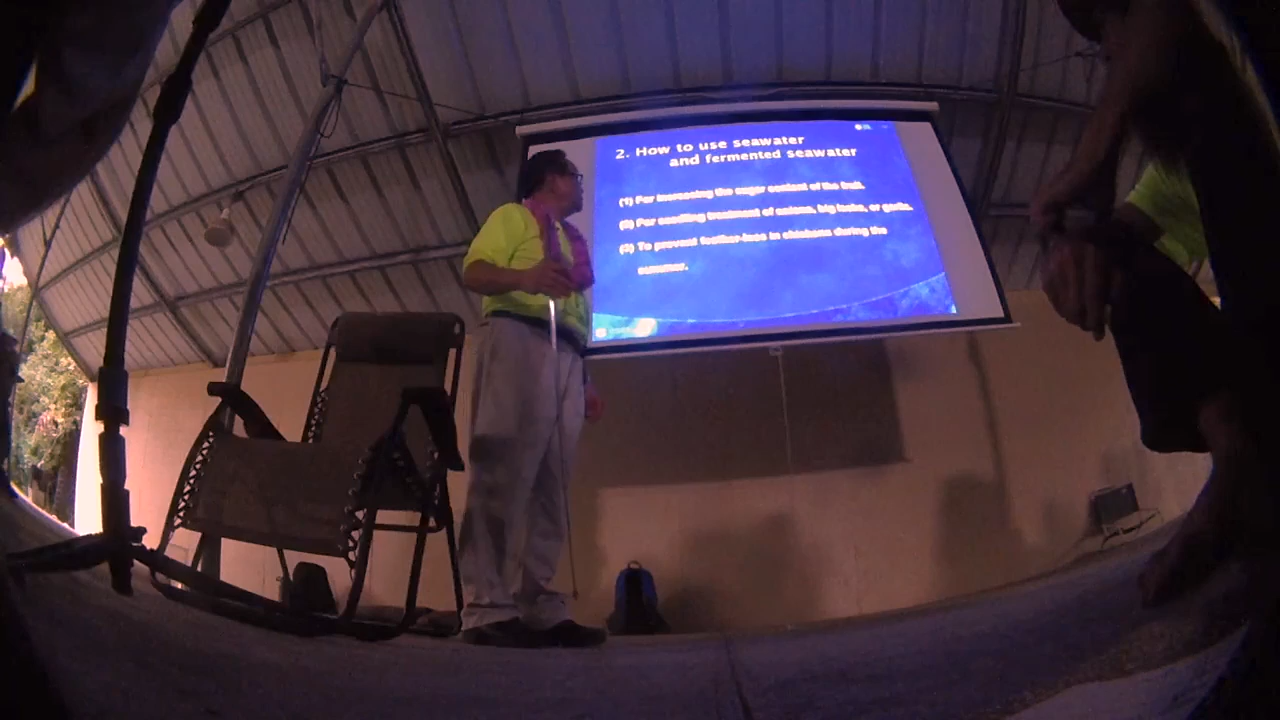 2. How to use seawater
and fermented seawater
(1) For increasing the sugar content of the fruit.
(2) For seedling treatment of onions, big leeks, or garlic.
(3) To prevent feather-loss in chickens during the
summer.